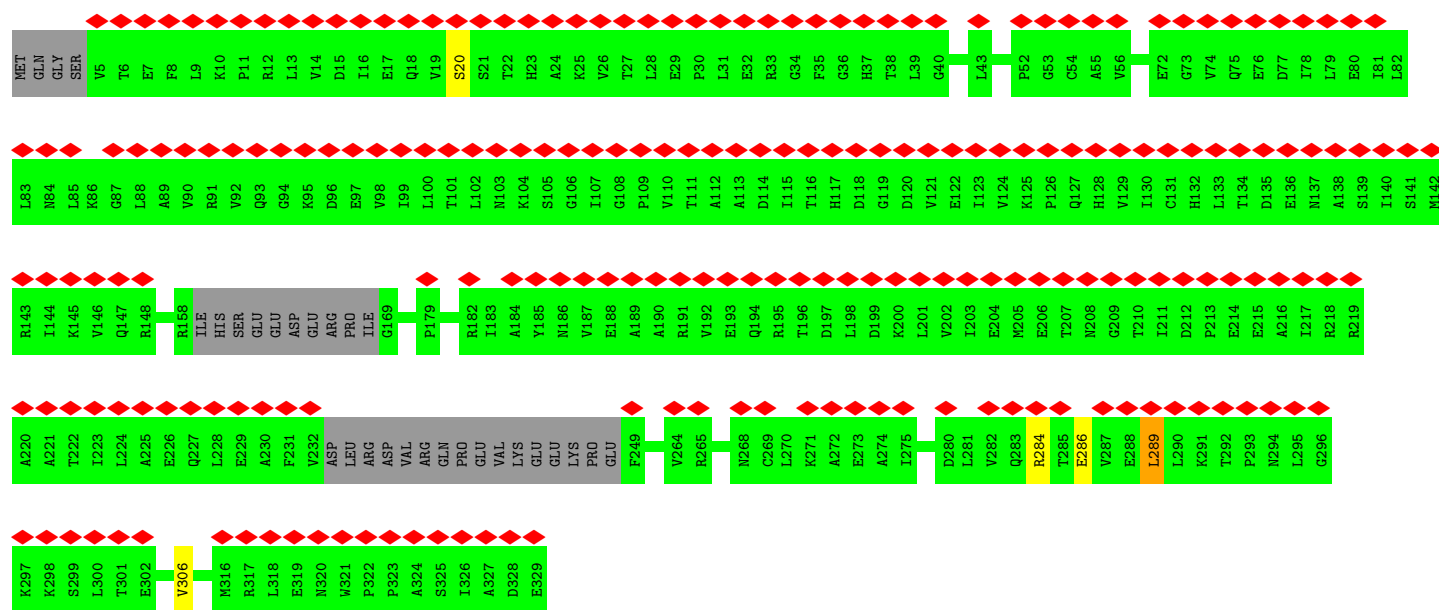 MET GLN GLY SER V5 T6 E7 F8 L9 K10 P11 R12 L13 V14 D15 I16 E17 Q18 V19 S20 S21 T22 H23 A24 K25 V26 T27 L28 E29 P30 L31 E32 R33 G34 F35 G36 H37 T38 L39 G40 L43 P52 G53 C54 A55 V56 E72 G73 V74 Q75 E76 D77 I78 L79 E80 I81 L82
L83 N84 L85 K86 G87 L88 A89 V90 R91 V92 Q93 G94 K95 D96 E97 V98 I99 L100 T101 L102 N103 K104 S105 G106 I107 G108 P109 V110 T111 A112 A113 D114 I115 T116 H117 D118 G119 D120 V121 E122 I123 V124 K125 P126 Q127 H128 V129 I130 C131 H132 L133 T134 D135 E136 N137 A138 S139 I140 S141 M142
R143 I144 K145 V146 Q147 R148 R158 ILE HIS SER GLU GLU ASP GLU ARG PRO ILE G169 P179 R182 I183 A184 Y185 N186 V187 E188 A189 A190 R191 V192 E193 Q194 R195 T196 D197 L198 D199 K200 L201 V202 I203 E204 M205 E206 T207 N208 G209 T210 I211 D212 P213 E214 E215 A216 I217 R218 R219
A220 A221 T222 I223 L224 A225 E226 Q227 L228 E229 A230 F231 V232 ASP LEU ARG ASP VAL ARG GLN PRO GLU VAL LYS GLU GLU LYS PRO GLU F249 V264 R265 N268 C269 L270 K271 A272 E273 A274 I275 D280 L281 V282 Q283 R284 T285 E286 V287 E288 L289 L290 K291 T292 P293 N294 L295 G296
K297 K298 S299 L300 T301 E302 V306 M316 R317 L318 E319 N320 W321 P322 P323 A324 S325 I326 A327 D328 E329